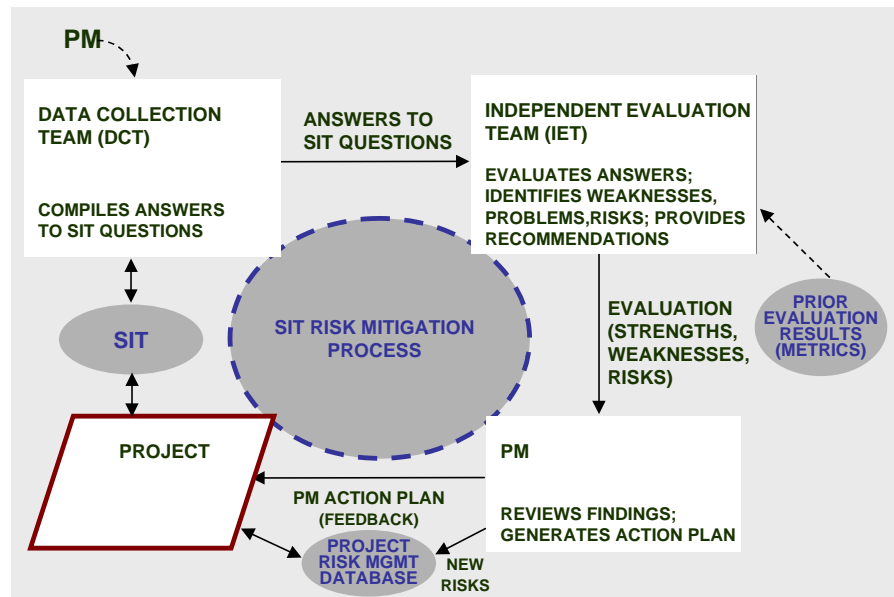 PM
DATA COLLECTION
TEAM (DCT)
COMPILES ANSWERS
TO SIT QUESTIONS
ANSWERS TO
SIT QUESTIONS
INDEPENDENT EVALUATION
TEAM (IET)
EVALUATES ANSWERS;
IDENTIFIES WEAKNESSES,
PROBLEMS,RISKS; PROVIDES
RECOMMENDATIONS
SIT
SIT RISK MITIGATION
PROCESS
EVALUATION
(STRENGTHS,
WEAKNESSES,
RISKS)
PRIOR
EVALUATION
RESULTS
(METRICS)
PROJECT
PM
REVIEWS FINDINGS;
GENERATES ACTION PLAN
PM ACTION PLAN
(FEEDBACK)
PROJECT
RISK MGMT
DATABASE
NEW
RISKS